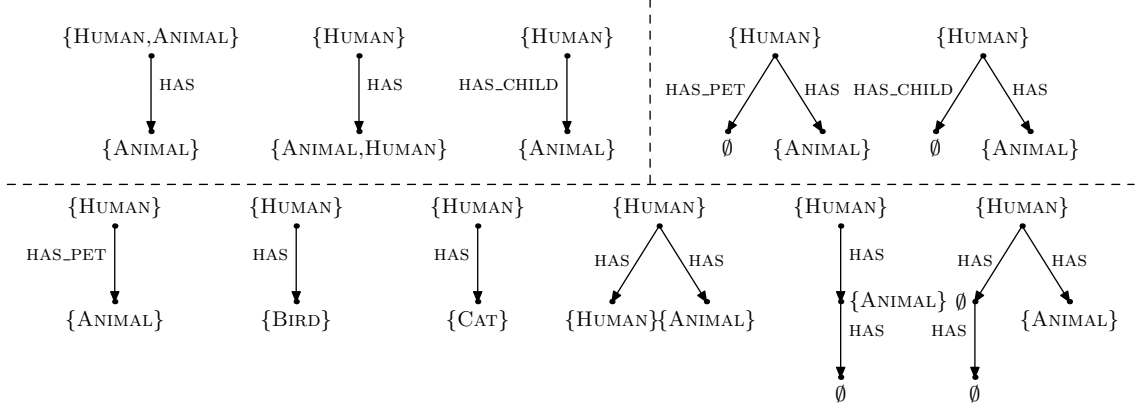 {HUMAN,ANIMAL} {HUMAN} {HUMAN} {HUMAN} {HUMAN}
HAS HAS HAS_CHILD HAS_PET HAS HAS_CHILD HAS
{ANIMAL} {ANIMAL,HUMAN} {ANIMAL} ∅ {ANIMAL} ∅ {ANIMAL}
{HUMAN} {HUMAN} {HUMAN} {HUMAN} {HUMAN} {HUMAN}
HAS_PET HAS HAS HAS HAS HAS HAS HAS
{ANIMAL} ∅
{ANIMAL} {BIRD} {CAT} {HUMAN} {ANIMAL} {ANIMAL}
HAS HAS
∅ ∅